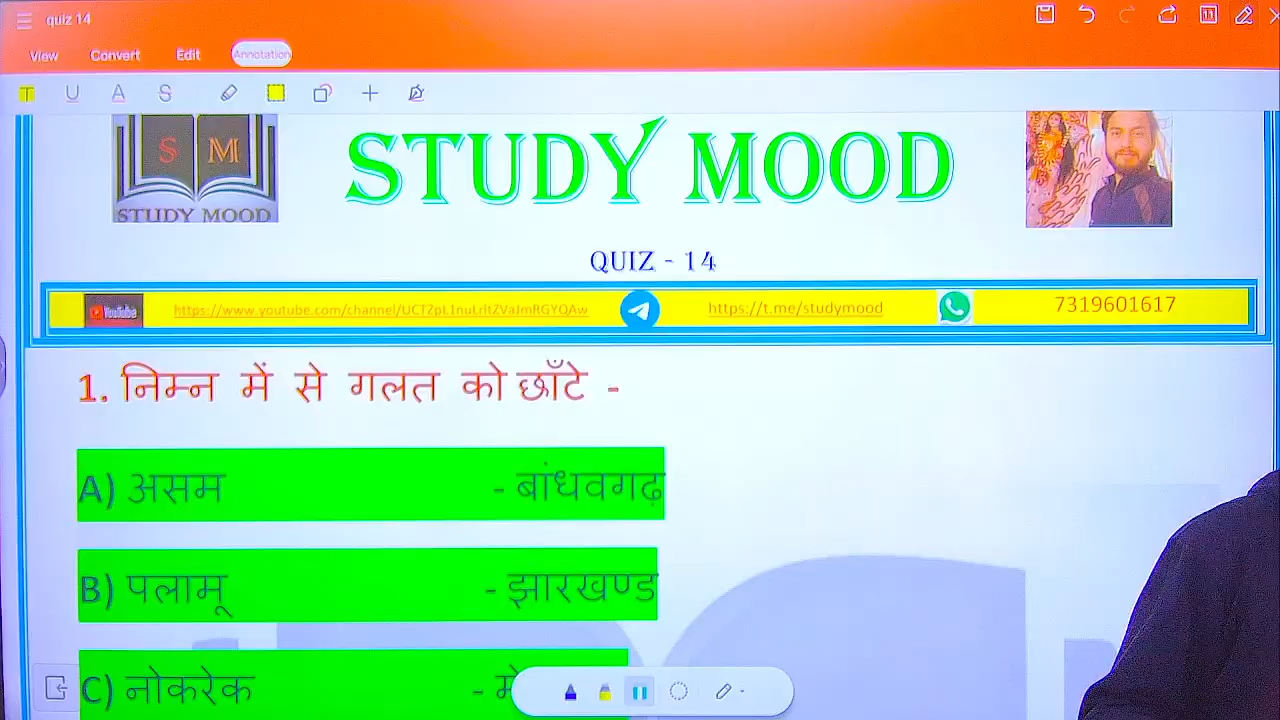 quiz 14
View Convert Edit Annotation
T U A S
S M
STUDY MOOD
STUDY MOOD
QUIZ - 14
YouTube https://www.youtube.com/channel/UCTZpL1nuLrltZVaJmRGYQAw https://t.me/studymood 7319601617
1. निम्न में से गलत को छाँटे -
A) असम - बांधवगढ़
B) पलामू - झारखण्ड
C) नोकरेक -